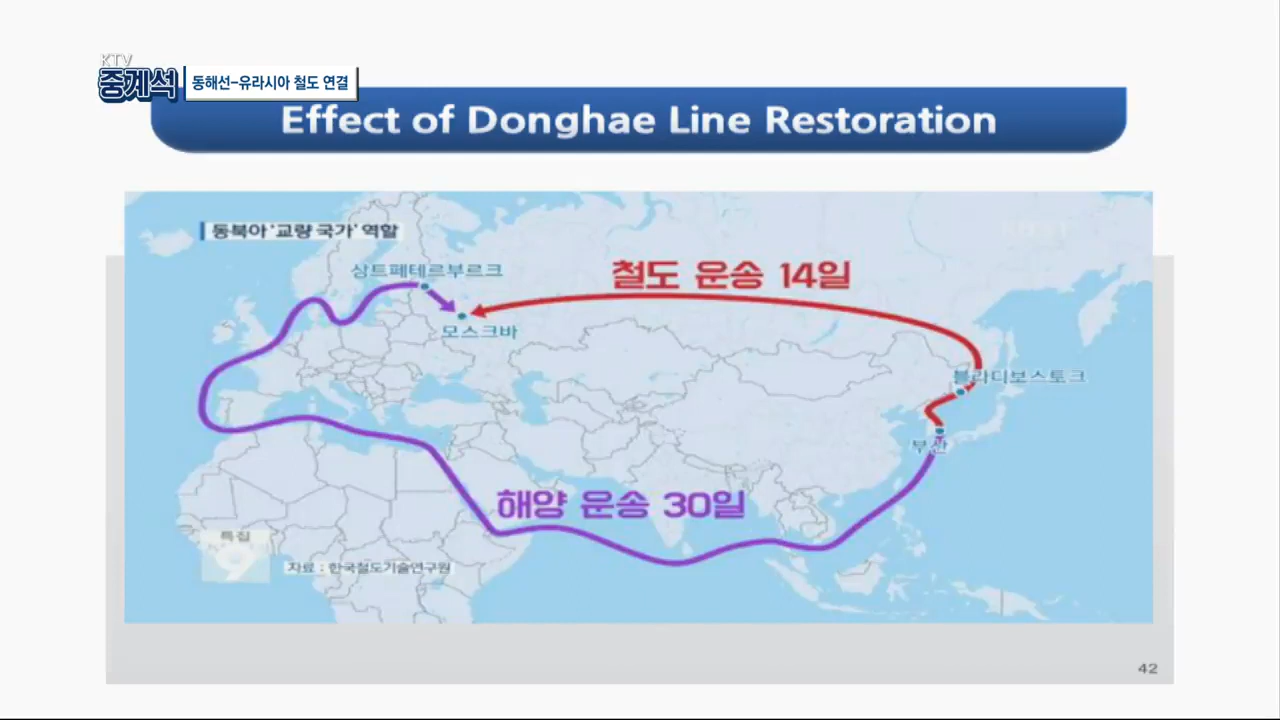 KTV
중계석
동해선-유라시아 철도 연결
Effect of Donghae Line Restoration
동북아 '교량 국가' 역할
상트페테르부르크
철도 운송 14일
모스크바
블라디보스토크
부산
해양 운송 30일
특집
9
자료 : 한국철도기술연구원
42